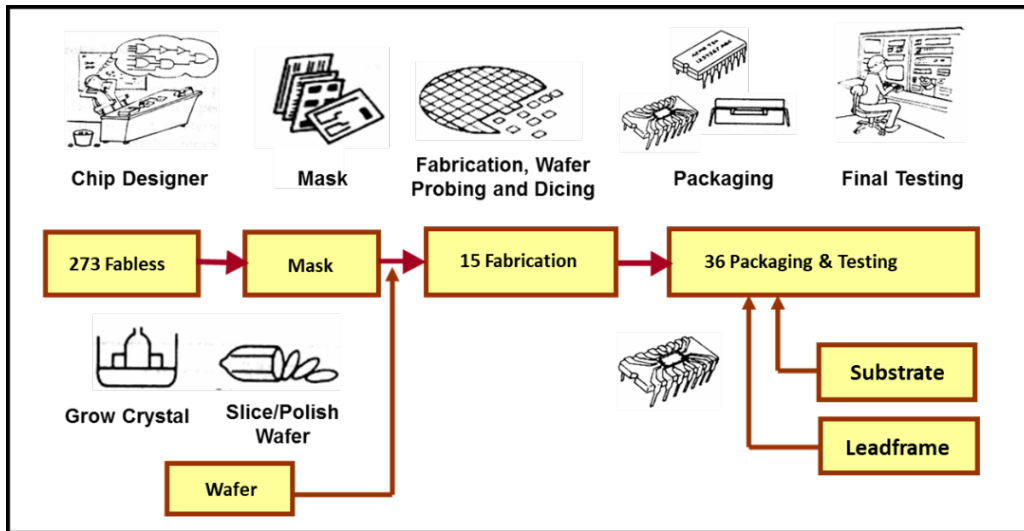 Chip Designer
Mask
Fabrication, Wafer
Probing and Dicing
Packaging
Final Testing
273 Fabless
Mask
15 Fabrication
36 Packaging & Testing
Grow Crystal
Slice/Polish
Wafer
Substrate
Leadframe
Wafer